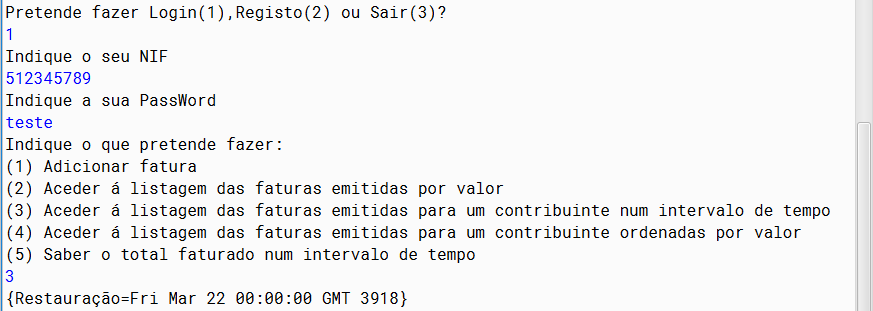 Pretende fazer Login(1),Registo(2) ou Sair(3)?
1
Indique o seu NIF
512345789
Indique a sua PassWord
teste
Indique o que pretende fazer:
(1) Adicionar fatura
(2) Aceder á listagem das faturas emitidas por valor
(3) Aceder á listagem das faturas emitidas para um contribuinte num intervalo de tempo
(4) Aceder á listagem das faturas emitidas para um contribuinte ordenadas por valor
(5) Saber o total faturado num intervalo de tempo
3
{Restauração=Fri Mar 22 00:00:00 GMT 3918}